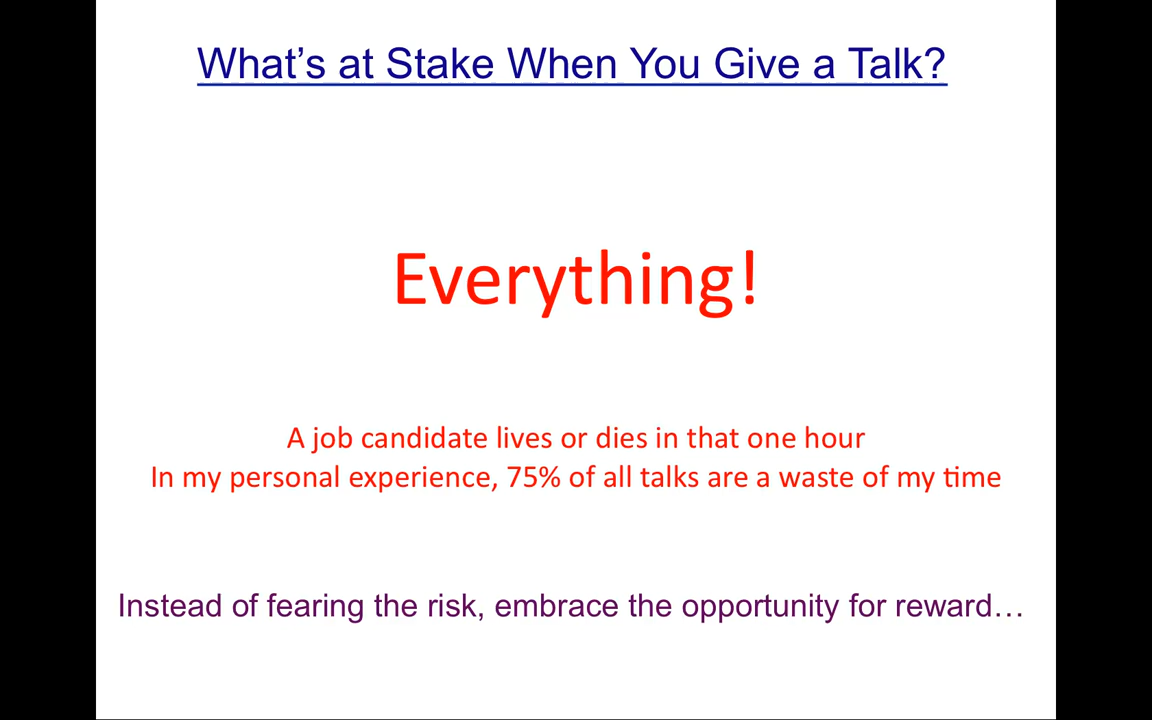 What’s at Stake When You Give a Talk?
Everything!
A job candidate lives or dies in that one hour
In my personal experience, 75% of all talks are a waste of my time
Instead of fearing the risk, embrace the opportunity for reward…